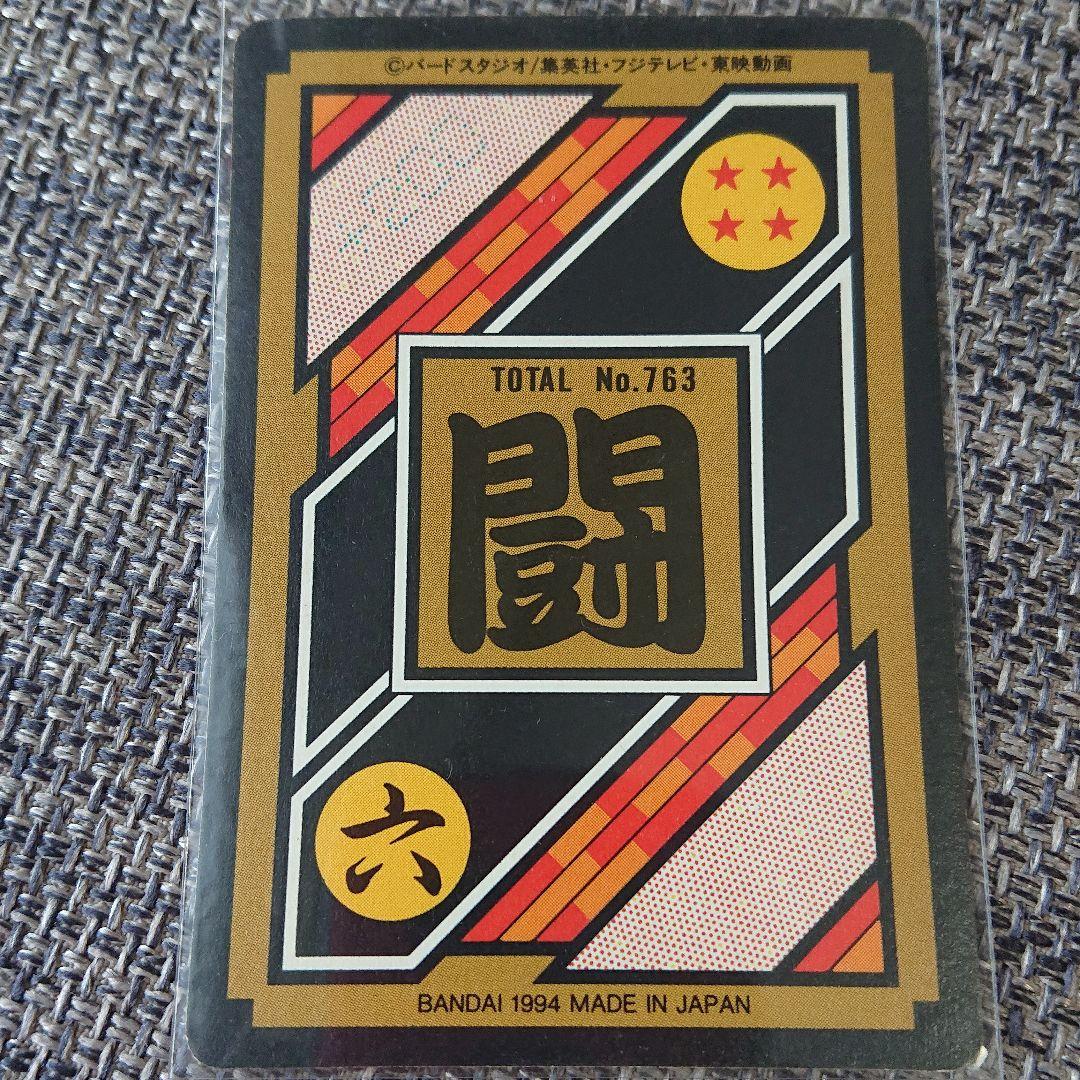 ©バードスタジオ/集英社・フジテレビ・東映動画
TOTAL No.763
闘
六
BANDAI 1994 MADE IN JAPAN